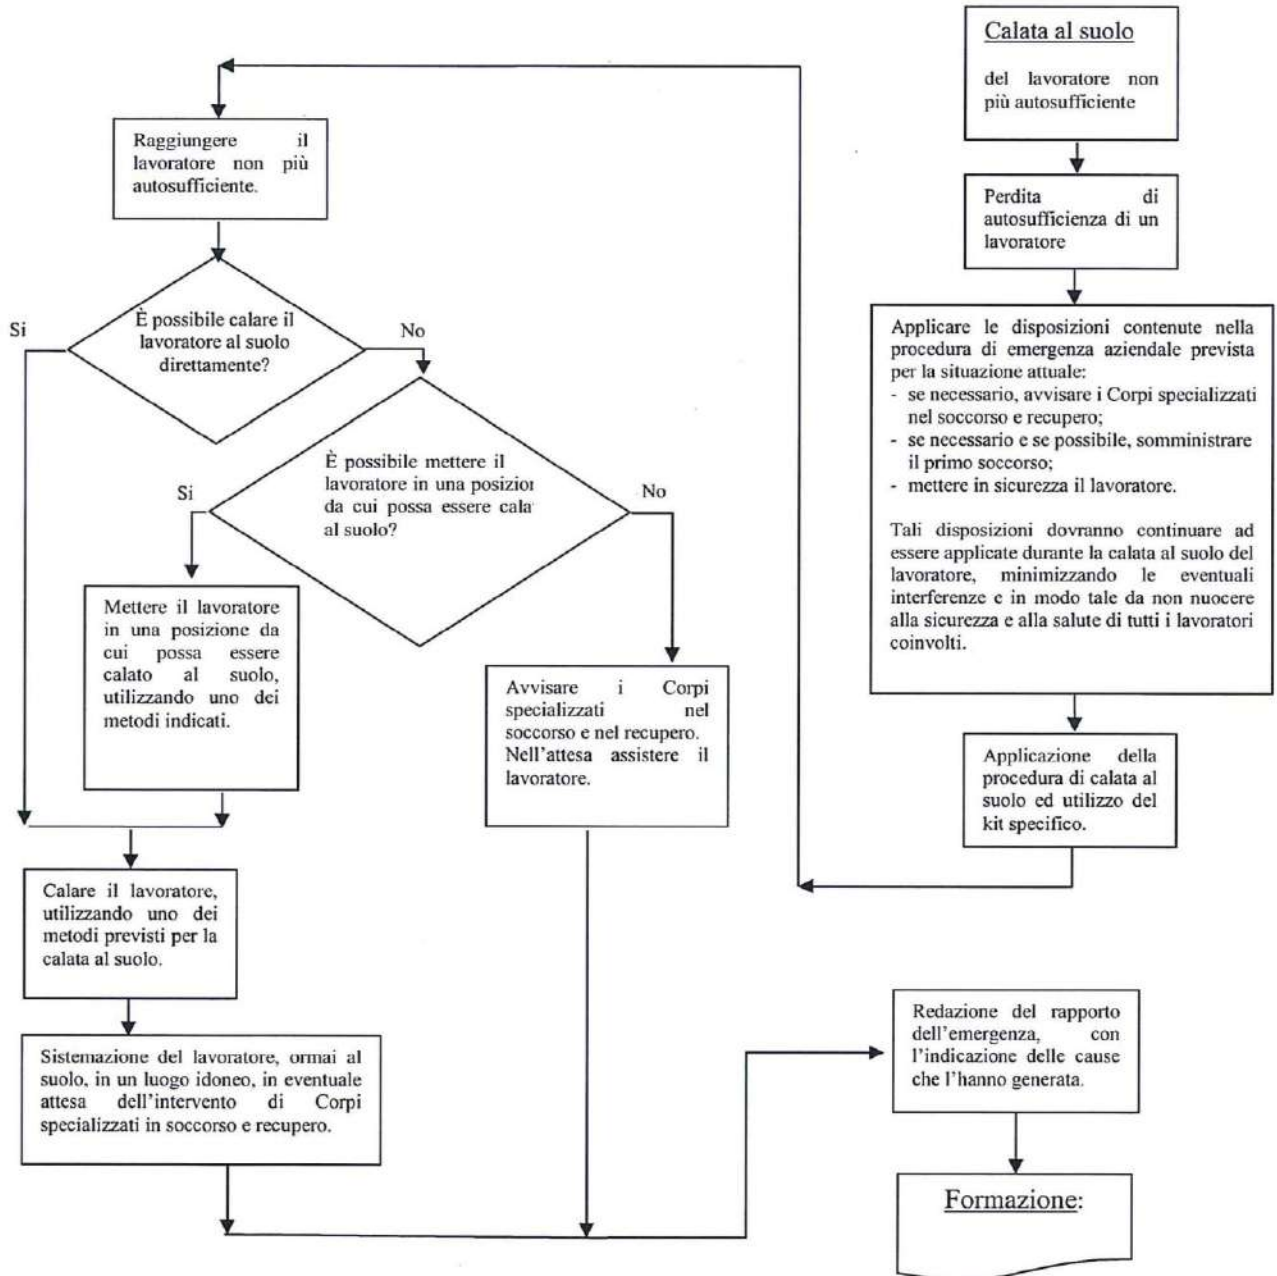 Calata al suolo
del lavoratore non
più autosufficiente
Perdita di
autosufficienza di un
lavoratore
Applicare le disposizioni contenute nella
procedura di emergenza aziendale prevista
per la situazione attuale:
- se necessario, avvisare i Corpi specializzati
nel soccorso e recupero;
- se necessario e se possibile, somministrare
il primo soccorso;
- mettere in sicurezza il lavoratore.
Tali disposizioni dovranno continuare ad
essere applicate durante la calata al suolo del
lavoratore, minimizzando le eventuali
interferenze e in modo tale da non nuocere
alla sicurezza e alla salute di tutti i lavoratori
coinvolti.
Applicazione della
procedura di calata al
suolo ed utilizzo del
kit specifico.
Raggiungere il
lavoratore non più
autosufficiente.
È possibile calare il
lavoratore al suolo
direttamente?
Si
No
È possibile mettere il
lavoratore in una posizion
da cui possa essere cala
al suolo?
Si
No
Mettere il lavoratore
in una posizione da
cui possa essere
calato al suolo,
utilizzando uno dei
metodi indicati.
Avvisare i Corpi
specializzati nel
soccorso e nel recupero.
Nell'attesa assistere il
lavoratore.
Calare il lavoratore,
utilizzando uno dei
metodi previsti per la
calata al suolo.
Sistemazione del lavoratore, ormai al
suolo, in un luogo idoneo, in eventuale
attesa dell'intervento di Corpi
specializzati in soccorso e recupero.
Redazione del rapporto
dell'emergenza, con
l'indicazione delle cause
che l'hanno generata.
Formazione: